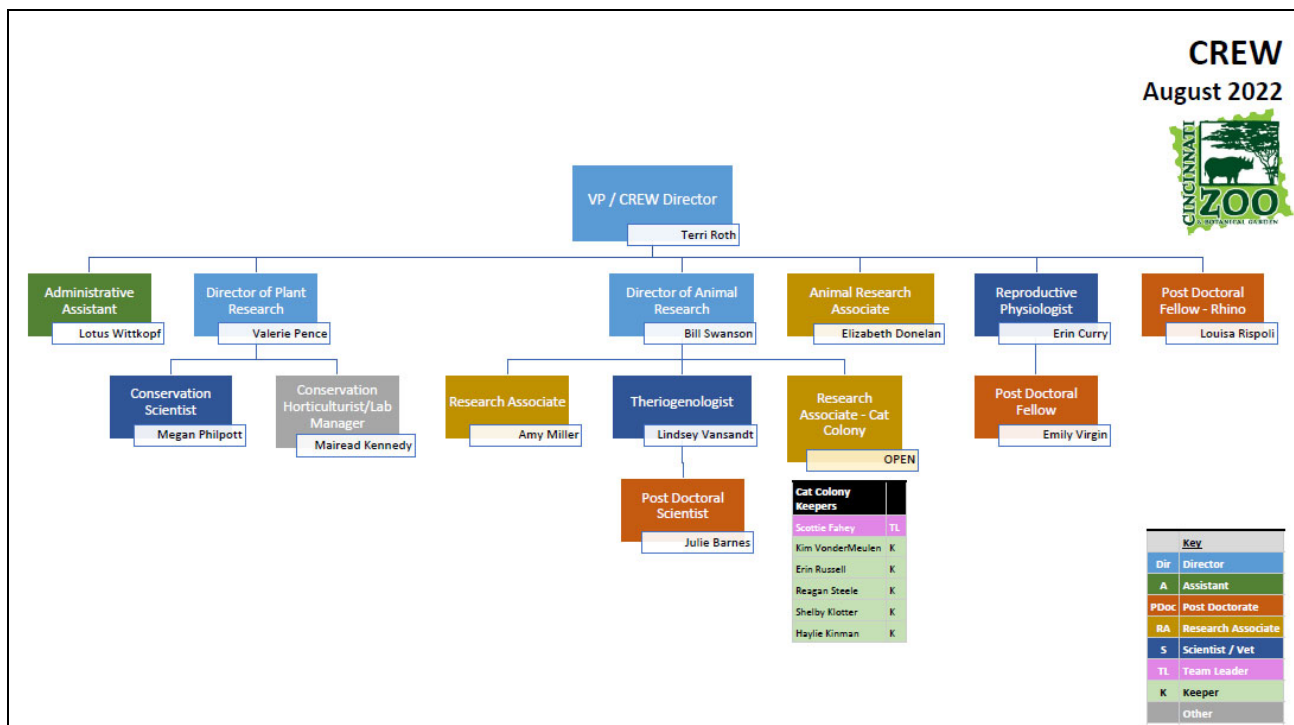 CREW
August 2022
CINCINNATI
ZOO
& BOTANICAL GARDEN
VP / CREW Director
Terri Roth
Administrative
Assistant
Lotus Wittkopf
Director of Plant
Research
Valerie Pence
Director of Animal
Research
Bill Swanson
Animal Research
Associate
Elizabeth Donelan
Reproductive
Physiologist
Erin Curry
Post Doctoral
Fellow - Rhino
Louisa Rispoli
Conservation
Scientist
Megan Philpott
Conservation
Horticulturist/Lab
Manager
Mairead Kennedy
Research Associate
Amy Miller
Theriogenologist
Lindsey Vansandt
Research
Associate - Cat
Colony
OPEN
Post Doctoral
Fellow
Emily Virgin
Post Doctoral
Scientist
Julie Barnes
Cat Colony
Keepers
Scottie Fahey TL
Kim VonderMeulen K
Erin Russell K
Reagan Steele K
Shelby Klotter K
Haylie Kinman K
Key
Dir Director
A Assistant
PDoc Post Doctorate
RA Research Associate
S Scientist / Vet
TL Team Leader
K Keeper
Other